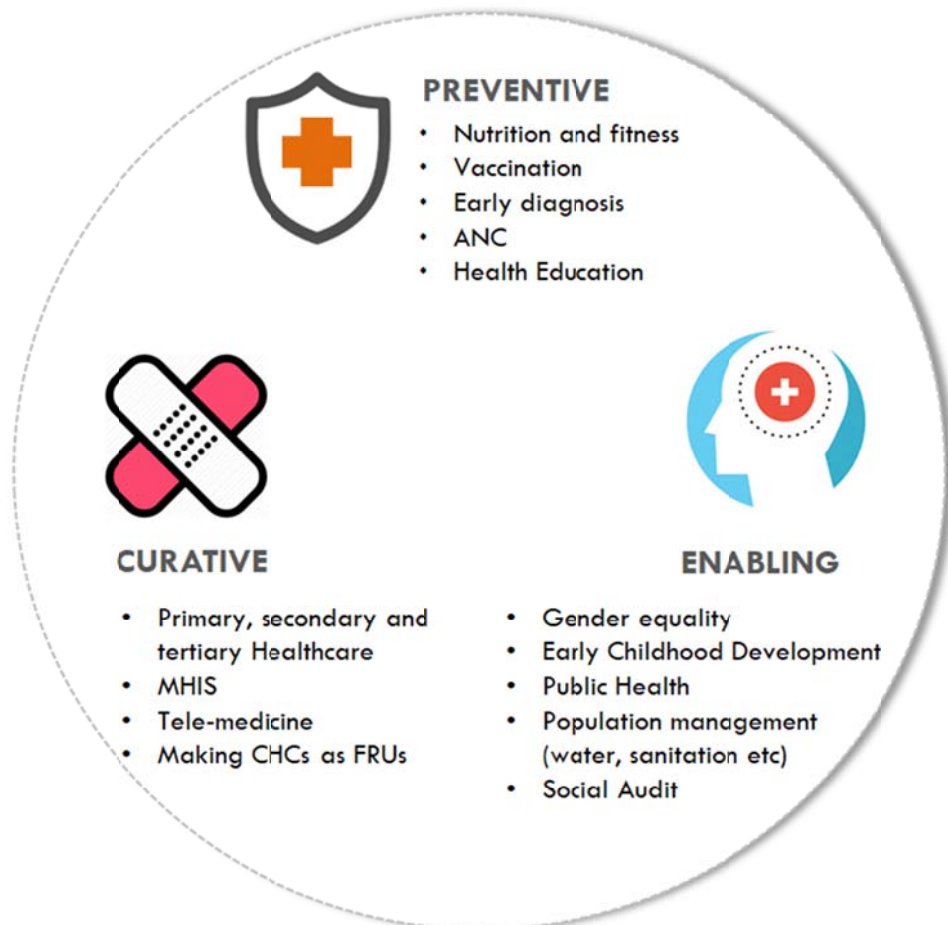 PREVENTIVE
• Nutrition and fitness
• Vaccination
• Early diagnosis
• ANC
• Health Education
CURATIVE
• Primary, secondary and
tertiary Healthcare
• MHIS
• Tele-medicine
• Making CHCs as FRUs
ENABLING
• Gender equality
• Early Childhood Development
• Public Health
• Population management
(water, sanitation etc)
• Social Audit